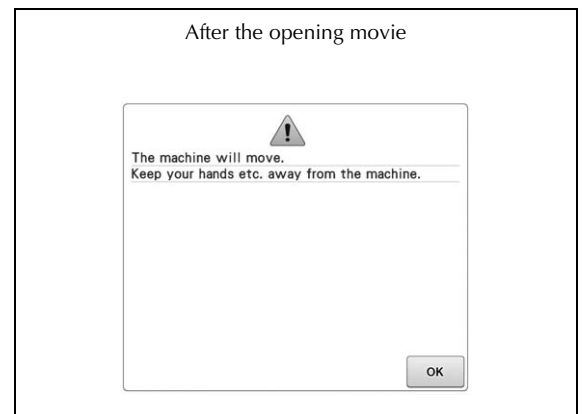 After the opening movie
The machine will move.
Keep your hands etc. away from the machine.
OK